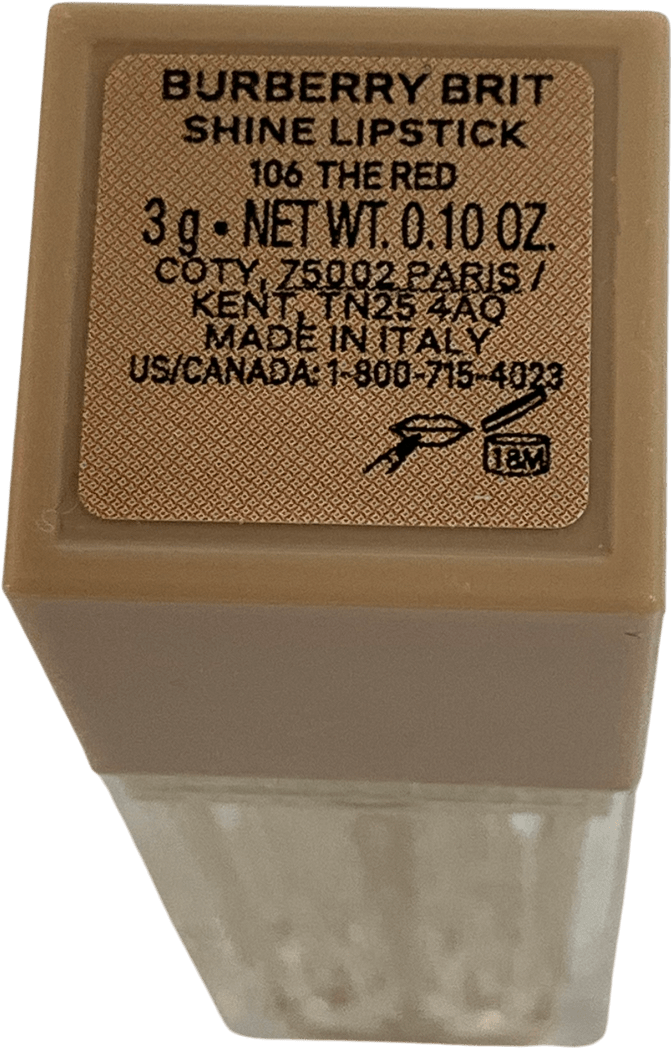 BURBERRY BRIT
SHINE LIPSTICK
106 THE RED
3 g • NET WT. 0.10 OZ.
COTY, 75002 PARIS /
KENT, TN25 4AQ
MADE IN ITALY
US/CANADA: 1-800-715-4023
18M